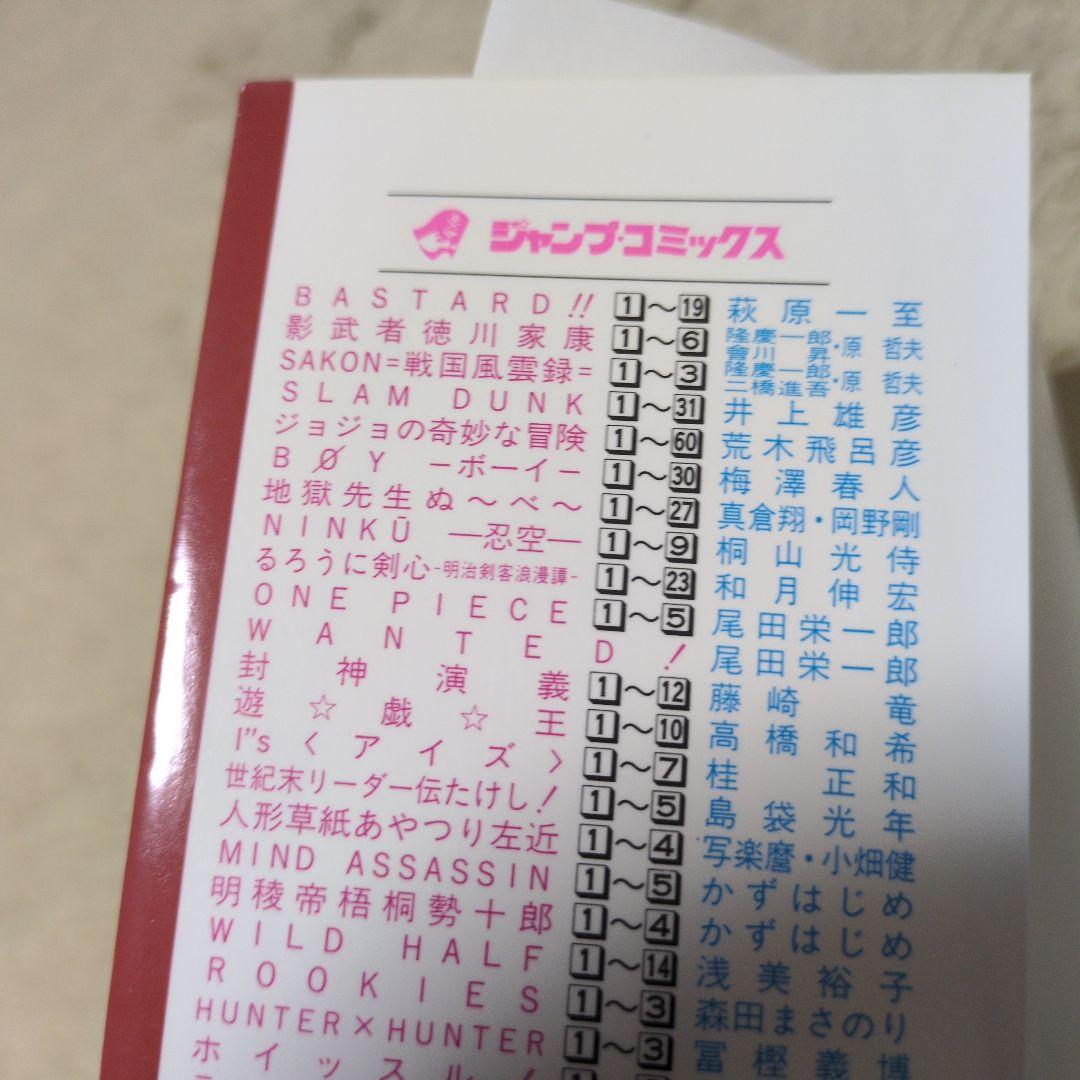 ジャンプ・コミックス
BASTARD!! 1〜19 萩原一至
影武者徳川家康 1〜6 隆慶一郎・會川昇・原哲夫
SAKON=戦国風雲録= 1〜3 隆慶一郎・二橋進吾・原哲夫
SLAM DUNK 1〜31 井上雄彦
ジョジョの奇妙な冒険 1〜60 荒木飛呂彦
BØY −ボーイ− 1〜30 梅澤春人
地獄先生ぬ〜べ〜 1〜27 真倉翔・岡野剛
NINKŪ —忍空— 1〜9 桐山光侍
るろうに剣心-明治剣客浪漫譚- 1〜23 和月伸宏
ONE PIECE 1〜5 尾田栄一郎
WANTED! 尾田栄一郎
封神演義 1〜12 藤崎竜
遊☆戯☆王 1〜10 高橋和希
I"s〈アイズ〉 1〜7 桂正和
世紀末リーダー伝たけし! 1〜5 島袋光年
人形草紙あやつり左近 1〜4 写楽麿・小畑健
MIND ASSASSIN 1〜5 かずはじめ
明稜帝梧桐勢十郎 1〜4 かずはじめ
WILD HALF 1〜14 浅美裕子
ROOKIES 1〜3 森田まさのり
HUNTER×HUNTER 1〜3 冨樫義博
ホイッスル!